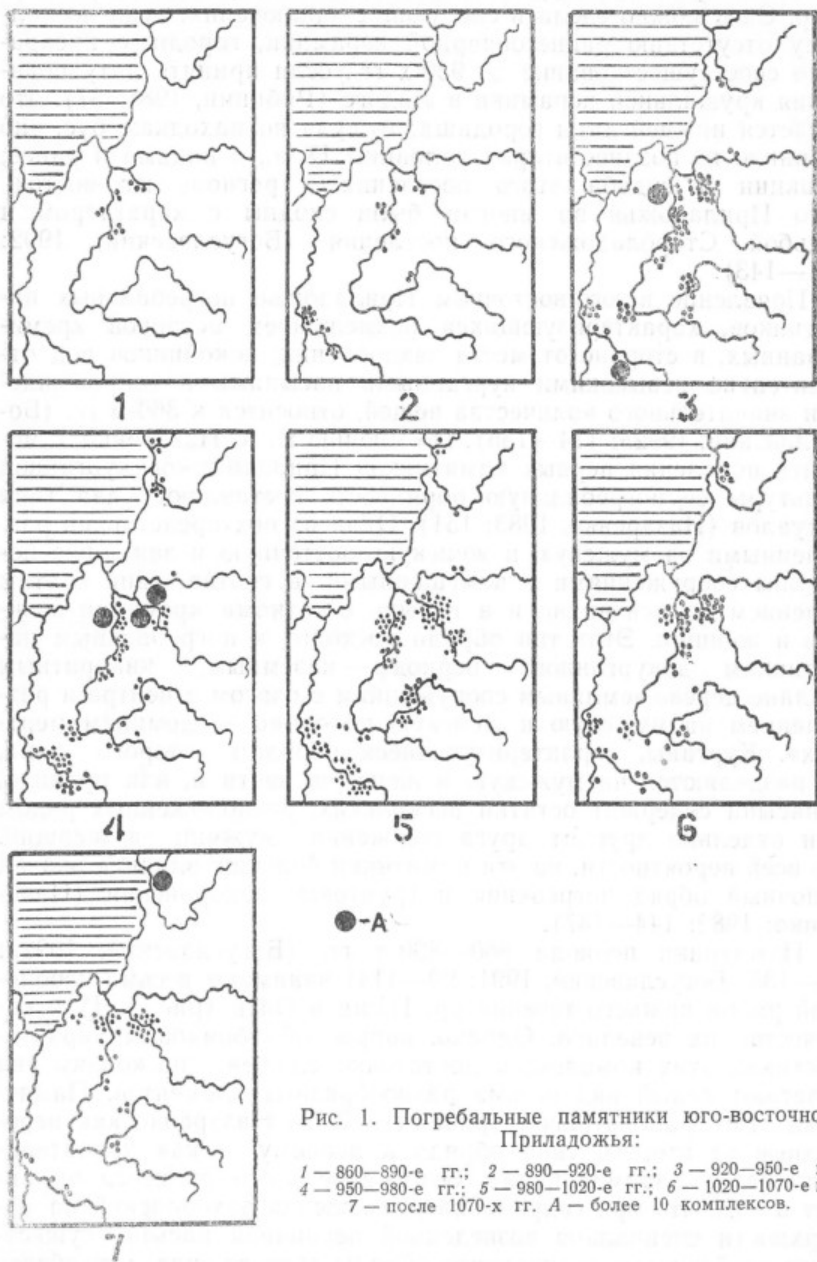 1
2
3
4
5
6
7
●-А
Рис. 1. Погребальные памятники юго-восточно
Приладожья:
1 — 860—890-е гг.; 2 — 890—920-е гг.; 3 — 920—950-е
4 — 950—980-е гг.; 5 — 980—1020-е гг.; 6 — 1020—1070-е
7 — после 1070-х гг. А — более 10 комплексов.